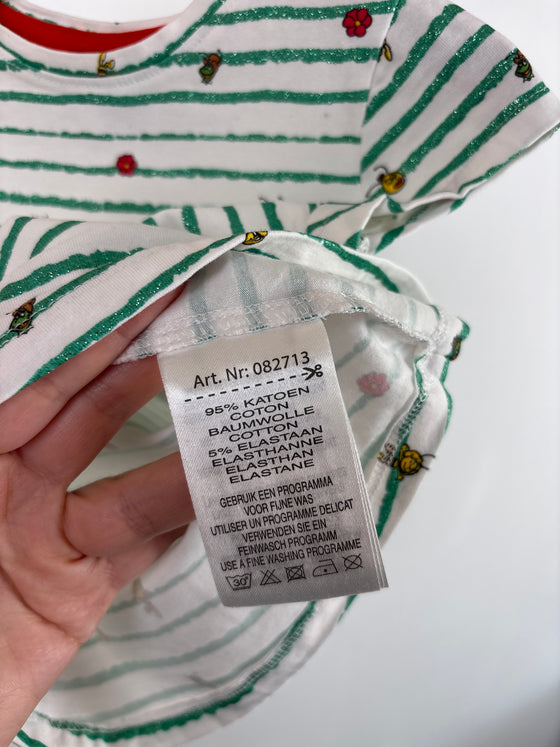 Art. Nr: 082713
95% KATOEN
COTON
BAUMWOLLE
COTTON
5% ELASTAAN
ELASTHANNE
ELASTHAN
ELASTANE
GEBRUIK EEN PROGRAMMA
VOOR FIJNE WAS
UTILISER UN PROGRAMME DELICAT
VERWENDEN SIE EIN
FEINWASCH PROGRAMM
USE A FINE WASHING PROGRAMME
30°